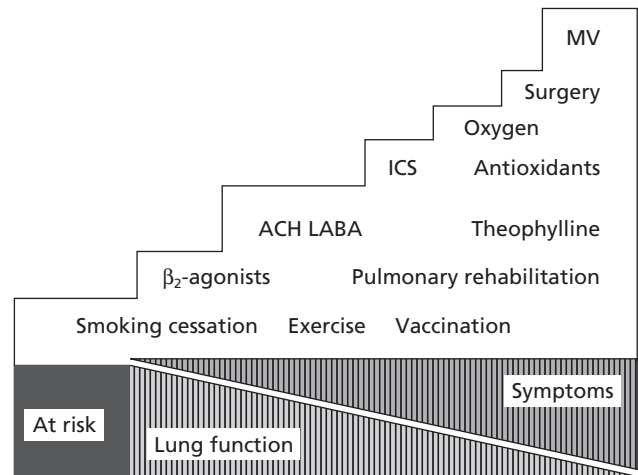 MV
Surgery
Oxygen
ICS Antioxidants
ACH LABA Theophylline
β₂-agonists Pulmonary rehabilitation
Smoking cessation Exercise Vaccination
Symptoms
At risk
Lung function